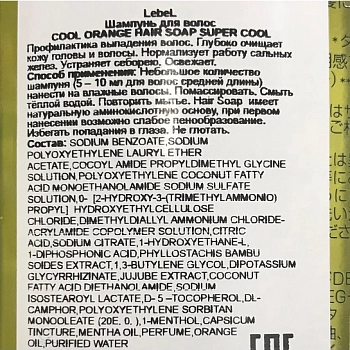 LebeL
Шампунь для волос
COOL ORANGE HAIR SOAP SUPER COOL
Профилактика выпадения волос. Глубоко очищает
кожу головы и волосы. Нормализует работу сальных
желез. Устраняет себорею. Освежает.
Способ применения: Небольшое количество
шампуня (5 – 10 мл для волос средней длины)
нанести на влажные волосы. Помассировать. Смыть
тёплой водой. Повторить мытье. Hair Soap имеет
натуральную аминокислотную основу, при первом
нанесении возможно слабое пенообразование.
Избегать попадания в глаза. Не глотать.
Состав: SODIUM BENZOATE,SODIUM
POLYOXYETHYLENE LAURYL ETHER
ACETATE,COCOYL AMIDE PROPYLDIMETHYL GLYCINE
SOLUTION,POLYOXYETHYLENE COCONUT FATTY
ACID MONOETHANOLAMIDE SODIUM SULFATE
SOLUTION,0- [2-HYDROXY-3-(TRIMETHYLAMMONIO)
PROPYL] HYDROXYETHYLCELLULOSE
CHLORIDE,DIMETHYLDIALLYL AMMONIUM CHLORIDE-
ACRYLAMIDE COPOLYMER SOLUTION,CITRIC
ACID,SODIUM CITRATE,1-HYDROXYETHANE-L,
1-DIPHOSPHONIC ACID,PHYLLOSTACHIS BAMBU
SOIDES EXTRACT,1,3-BUTYLENE GLYCOL,DIPOTASSIUM
GLYCYRRHIZINATE,JUJUBE EXTRACT,COCONUT
FATTY ACID DIETHANOLAMIDE,SODIUM
ISOSTEAROYL LACTATE,D- 5 –TOCOPHEROL,DL-
CAMPHOR,POLYOXYETHYLENE SORBITAN
MONOOLEATE (20E, 0. ),1-MENTHOL,CAPSICUM
TINCTURE,MENTHA OIL,PERFUME,ORANGE
OIL,PURIFIED WATER